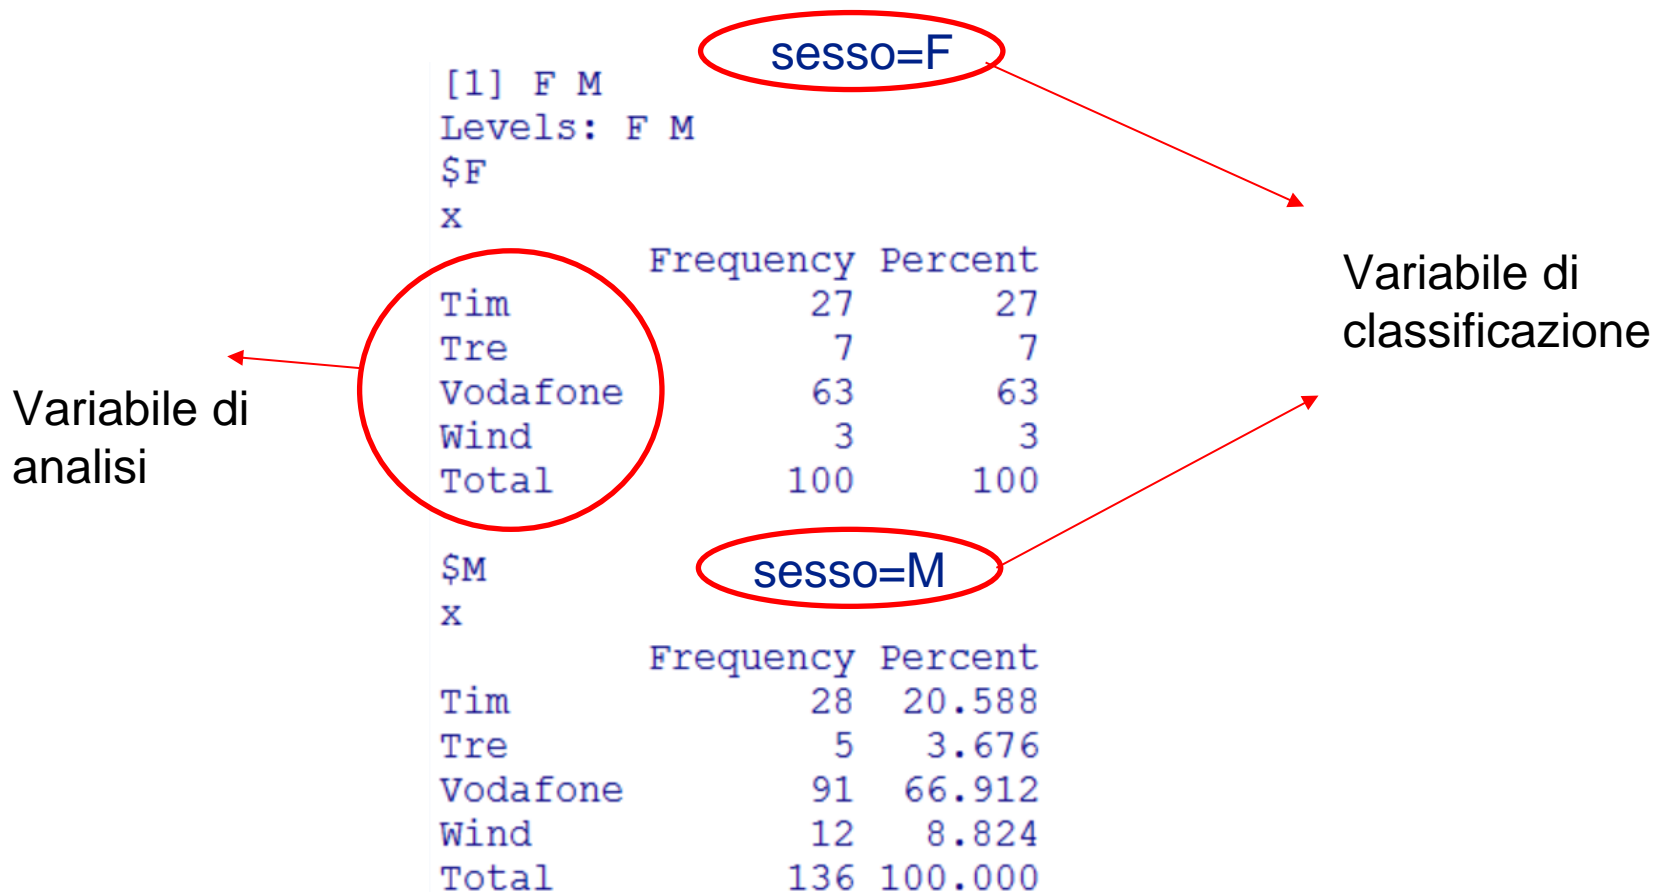 sesso=F
[1] F M
Levels: F M
$F
x
Frequency Percent
Tim 27 27
Tre 7 7
Vodafone 63 63
Wind 3 3
Total 100 100
Variabile di
analisi
Variabile di
classificazione
$M sesso=M
x
Frequency Percent
Tim 28 20.588
Tre 5 3.676
Vodafone 91 66.912
Wind 12 8.824
Total 136 100.000